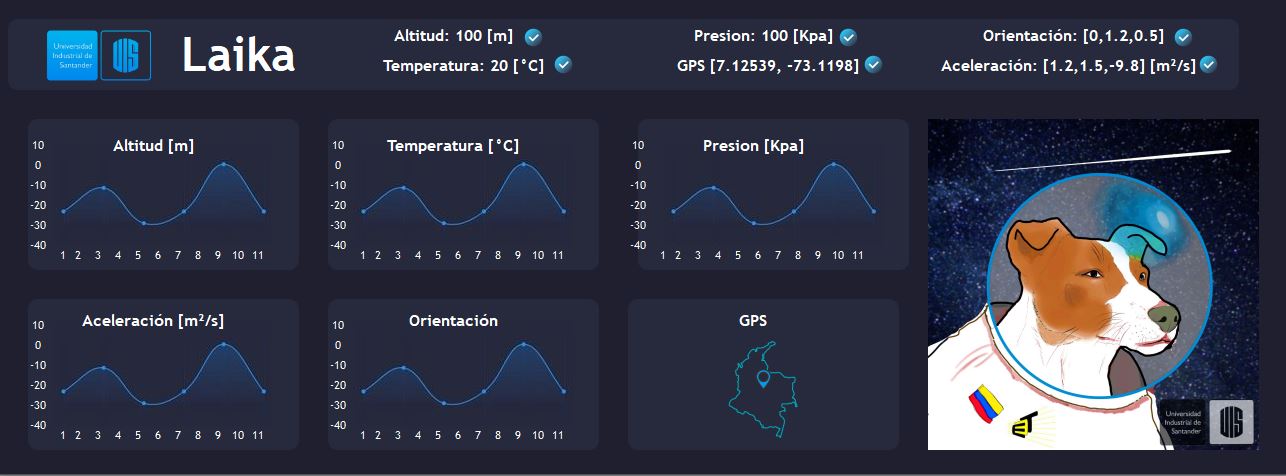 Universidad
Industrial de
Santander
UIS
Laika
Altitud: 100 [m]
Temperatura: 20 [°C]
Presion: 100 [Kpa]
GPS [7.12539, -73.1198]
Orientación: [0,1.2,0.5]
Aceleración: [1.2,1.5,-9.8] [m²/s]
Altitud [m]
10
0
-10
-20
-30
-40
1 2 3 4 5 6 7 8 9 10 11
Temperatura [°C]
10
0
-10
-20
-30
-40
1 2 3 4 5 6 7 8 9 10 11
Presion [Kpa]
10
0
-10
-20
-30
-40
1 2 3 4 5 6 7 8 9 10 11
Aceleración [m²/s]
10
0
-10
-20
-30
-40
1 2 3 4 5 6 7 8 9 10 11
Orientación
10
0
-10
-20
-30
-40
1 2 3 4 5 6 7 8 9 10 11
GPS
Universidad
Industrial de
Santander
UIS